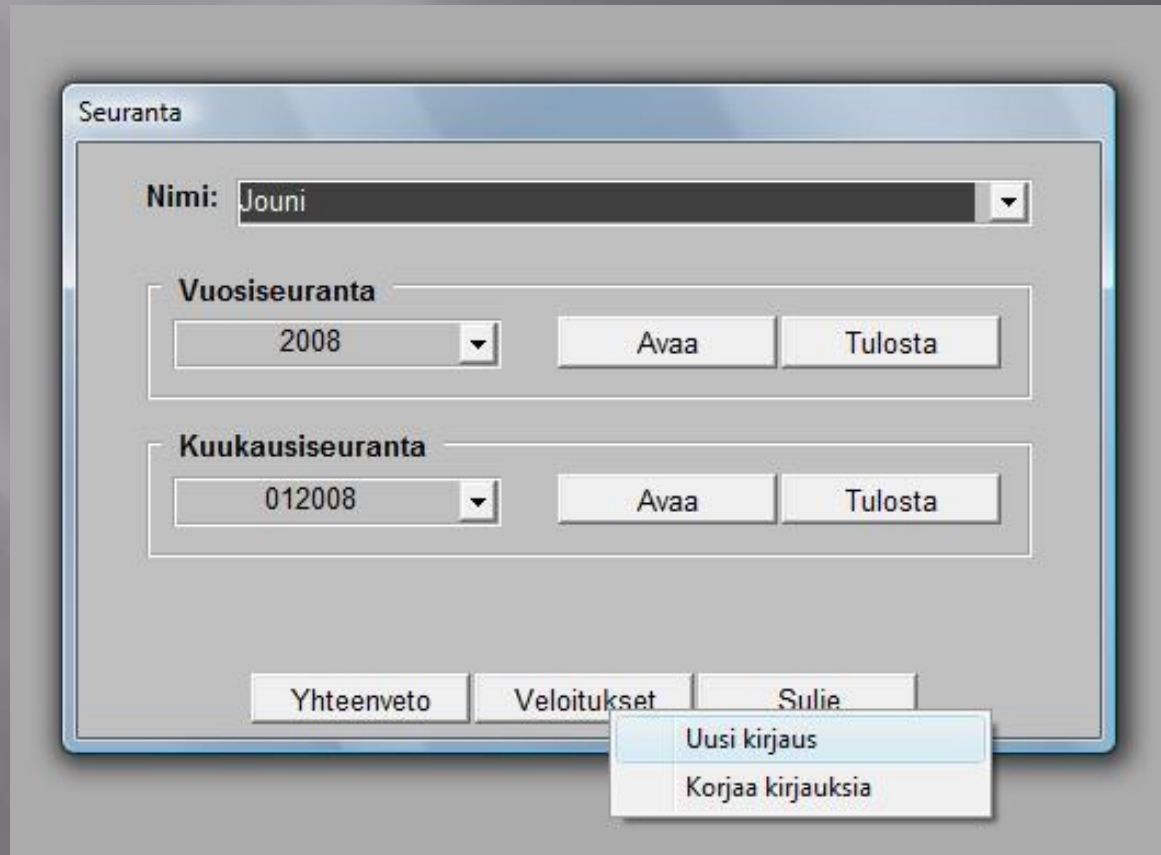 Seuranta
Nimi: Jouni
Vuosiseuranta
2008 Avaa Tulosta
Kuukausiseuranta
012008 Avaa Tulosta
Yhteenveto Veloitukset Sulje
Uusi kirjaus
Korjaa kirjauksia